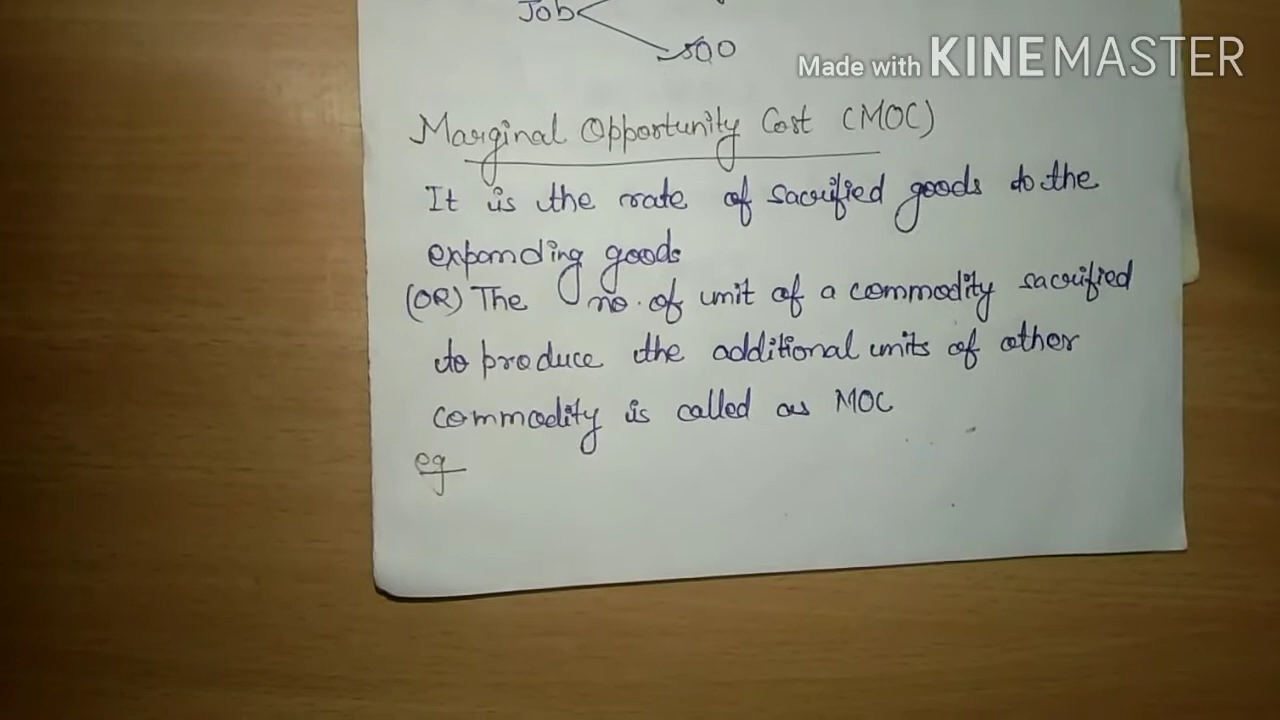 Job
500
Made with KINEMASTER
Marginal Opportunity Cost (MOC)
It is the rate of sacrified goods to the
expanding goods
(OR) The no. of unit of a commodity sacrified
to produce the additional units of other
commodity is called as MOC
eg